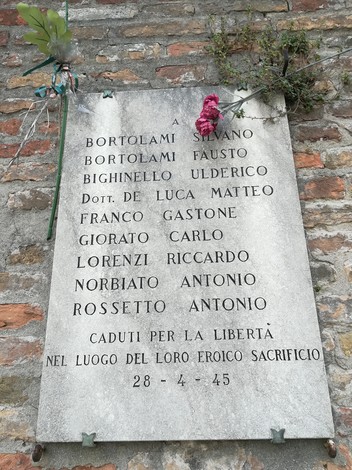 A
BORTOLAMI SILVANO
BORTOLAMI FAUSTO
BIGHINELLO ULDERICO
DOTT. DE LUCA MATTEO
FRANCO GASTONE
GIORATO CARLO
LORENZI RICCARDO
NORBIATO ANTONIO
ROSSETTO ANTONIO
CADUTI PER LA LIBERTÀ
NEL LUOGO DEL LORO EROICO SACRIFICIO
28-4-45